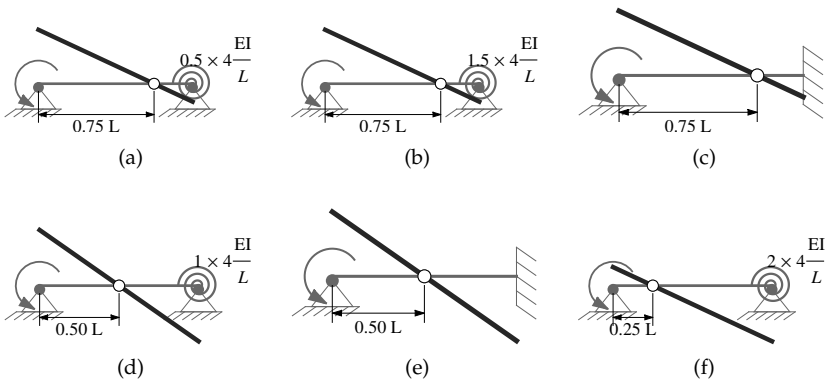 0.5 × 4 EI/L
0.75 L
(a)
1.5 × 4 EI/L
0.75 L
(b)
0.75 L
(c)
1 × 4 EI/L
0.50 L
(d)
0.50 L
(e)
2 × 4 EI/L
0.25 L
(f)